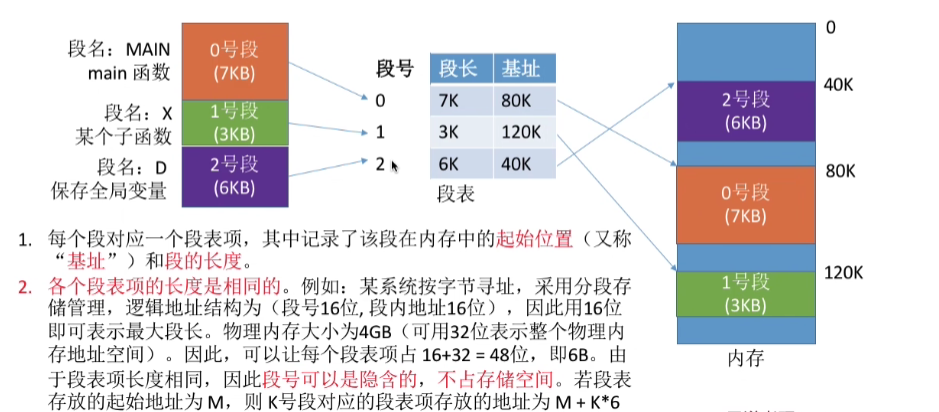 段名：MAIN
main 函数
0号段
(7KB)
段名：X
某个子函数
1号段
(3KB)
段名：D
保存全局变量
2号段
(6KB)
段号 段长 基址
0 7K 80K
1 3K 120K
2 6K 40K
段表
0
40K
2号段
(6KB)
80K
0号段
(7KB)
120K
1号段
(3KB)
内存
1. 每个段对应一个段表项，其中记录了该段在内存中的起始位置（又称
“基址”）和段的长度。
2. 各个段表项的长度是相同的。例如：某系统按字节寻址，采用分段存
储管理，逻辑地址结构为（段号16位, 段内地址16位），因此用16位
即可表示最大段长。物理内存大小为4GB（可用32位表示整个物理内
存地址空间）。因此，可以让每个段表项占 16+32 = 48位，即6B。由
于段表项长度相同，因此段号可以是隐含的，不占存储空间。若段表
存放的起始地址为 M，则 K号段对应的段表项存放的地址为 M + K*6